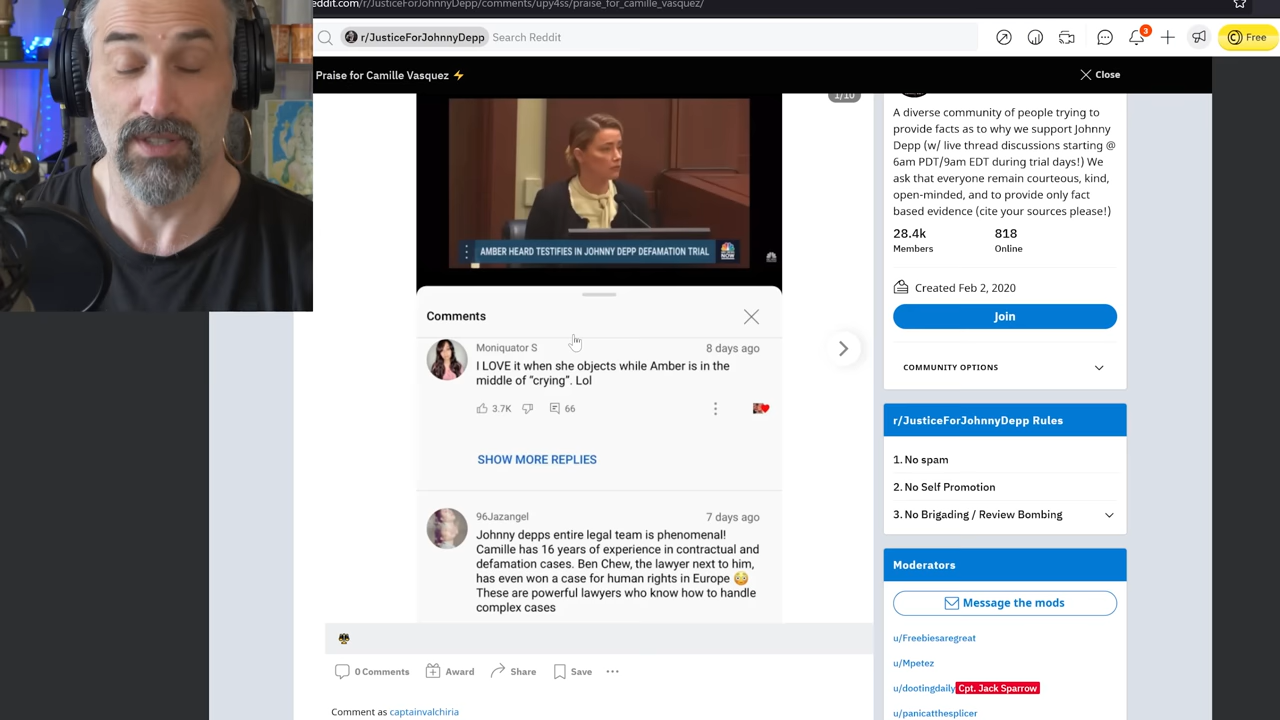 eddit.com/r/JusticeForJohnnyDepp/comments/upy4ss/praise_for_camille_vasquez/
r/JusticeForJohnnyDepp Search Reddit
3
Free
Praise for Camille Vasquez ⚡
Close
1/10
AMBER HEARD TESTIFIES IN JOHNNY DEPP DEFAMATION TRIAL
NOW
Comments
Moniquator S 8 days ago
I LOVE it when she objects while Amber is in the
middle of “crying”. Lol
3.7K 66
SHOW MORE REPLIES
96Jazangel 7 days ago
Johnny depps entire legal team is phenomenal!
Camille has 16 years of experience in contractual and
defamation cases. Ben Chew, the lawyer next to him,
has even won a case for human rights in Europe 😳
These are powerful lawyers who know how to handle
complex cases
0 Comments Award Share Save
Comment as captainvalchiria
A diverse community of people trying to
provide facts as to why we support Johnny
Depp (w/ live thread discussions starting @
6am PDT/9am EDT during trial days!) We
ask that everyone remain courteous, kind,
open-minded, and to provide only fact
based evidence (cite your sources please!)
28.4k 818
Members Online
Created Feb 2, 2020
Join
COMMUNITY OPTIONS
r/JusticeForJohnnyDepp Rules
1. No spam
2. No Self Promotion
3. No Brigading / Review Bombing
Moderators
Message the mods
u/Freebiesaregreat
u/Mpetez
u/dootingdaily Cpt. Jack Sparrow
u/panicatthesplicer